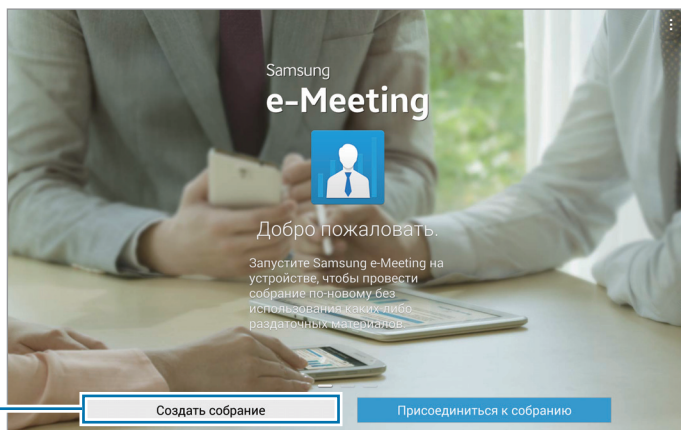 Samsung
e-Meeting
Добро пожаловать.
Запустите Samsung e-Meeting на
устройстве, чтобы провести
собрание по-новому без
использования каких-либо
раздаточных материалов.
Создать собрание
Присоединиться к собранию